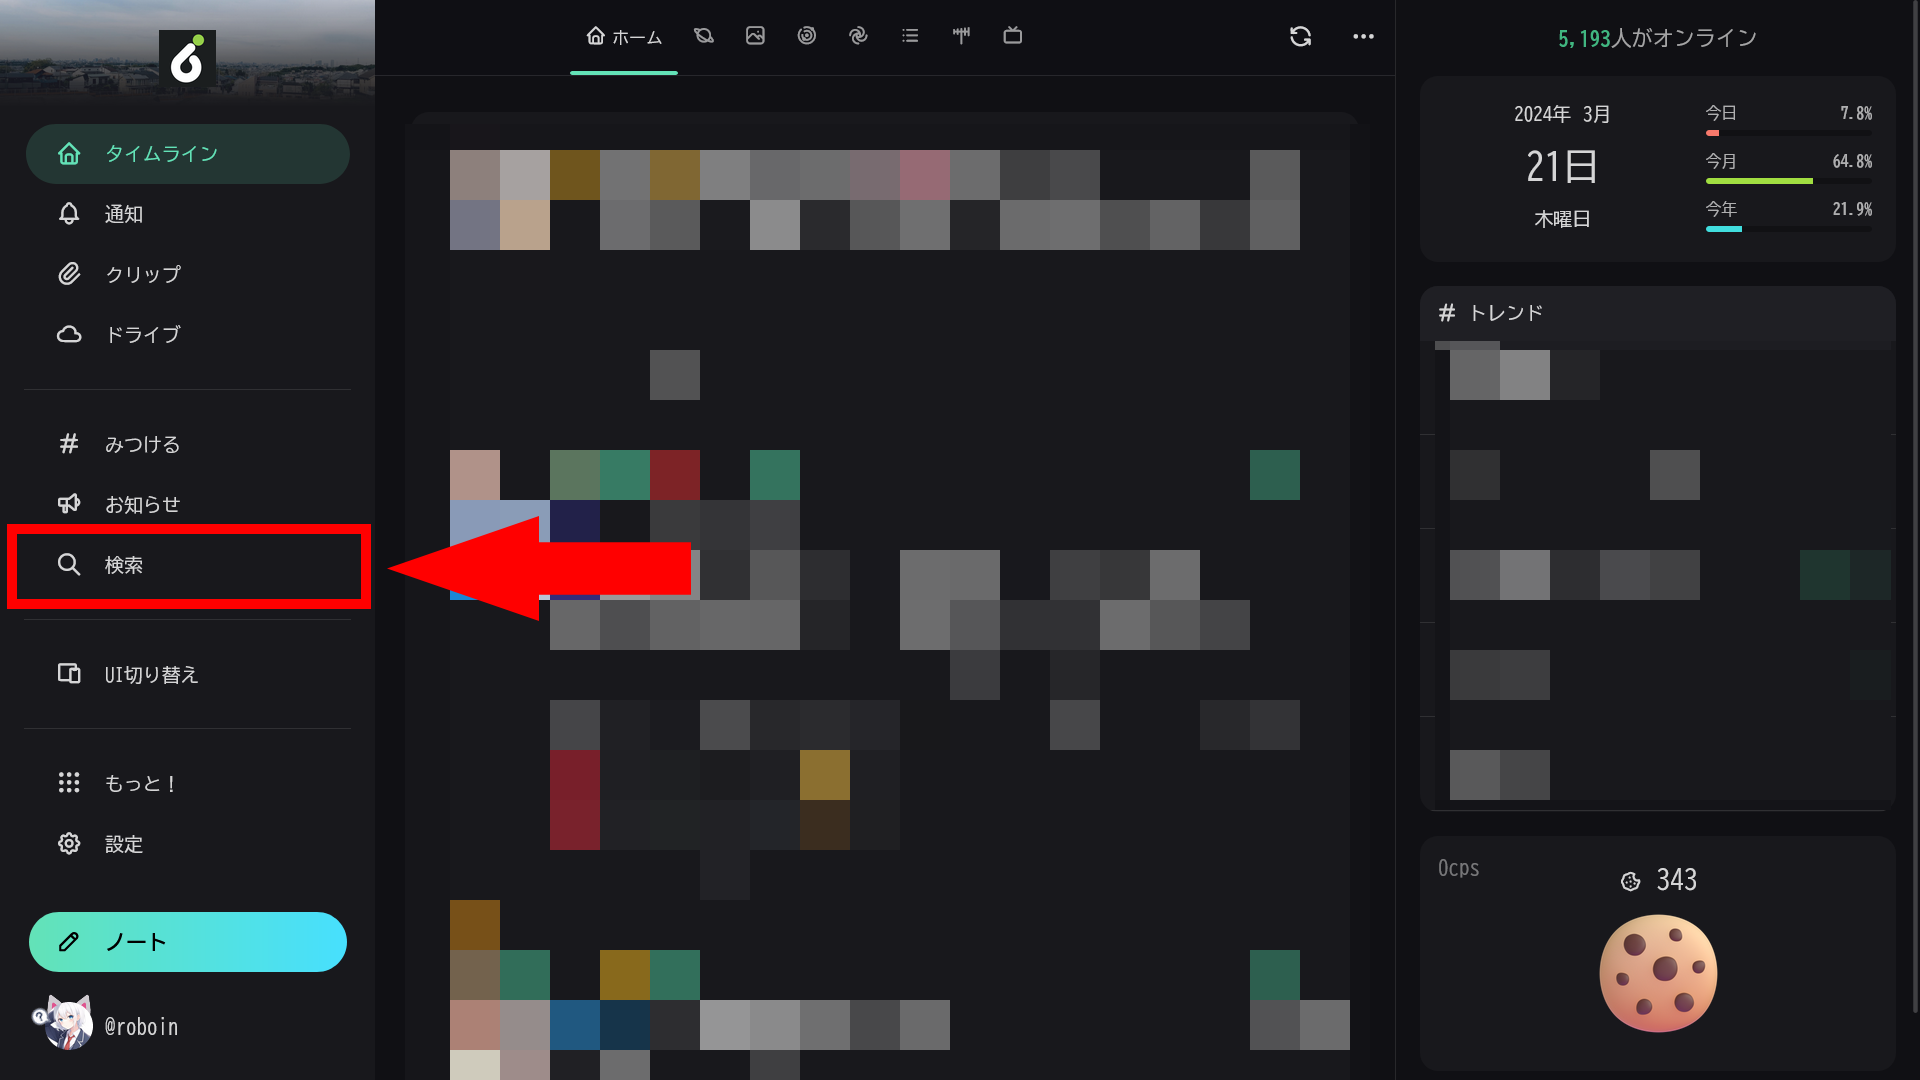 タイムライン
通知
クリップ
ドライブ
みつける
お知らせ
検索
UI切り替え
もっと！
設定
ノート
@roboin
ホーム
5,193人がオンライン
2024年 3月
21日
木曜日
今日 7.8%
今月 64.8%
今年 21.9%
# トレンド
0cps
343